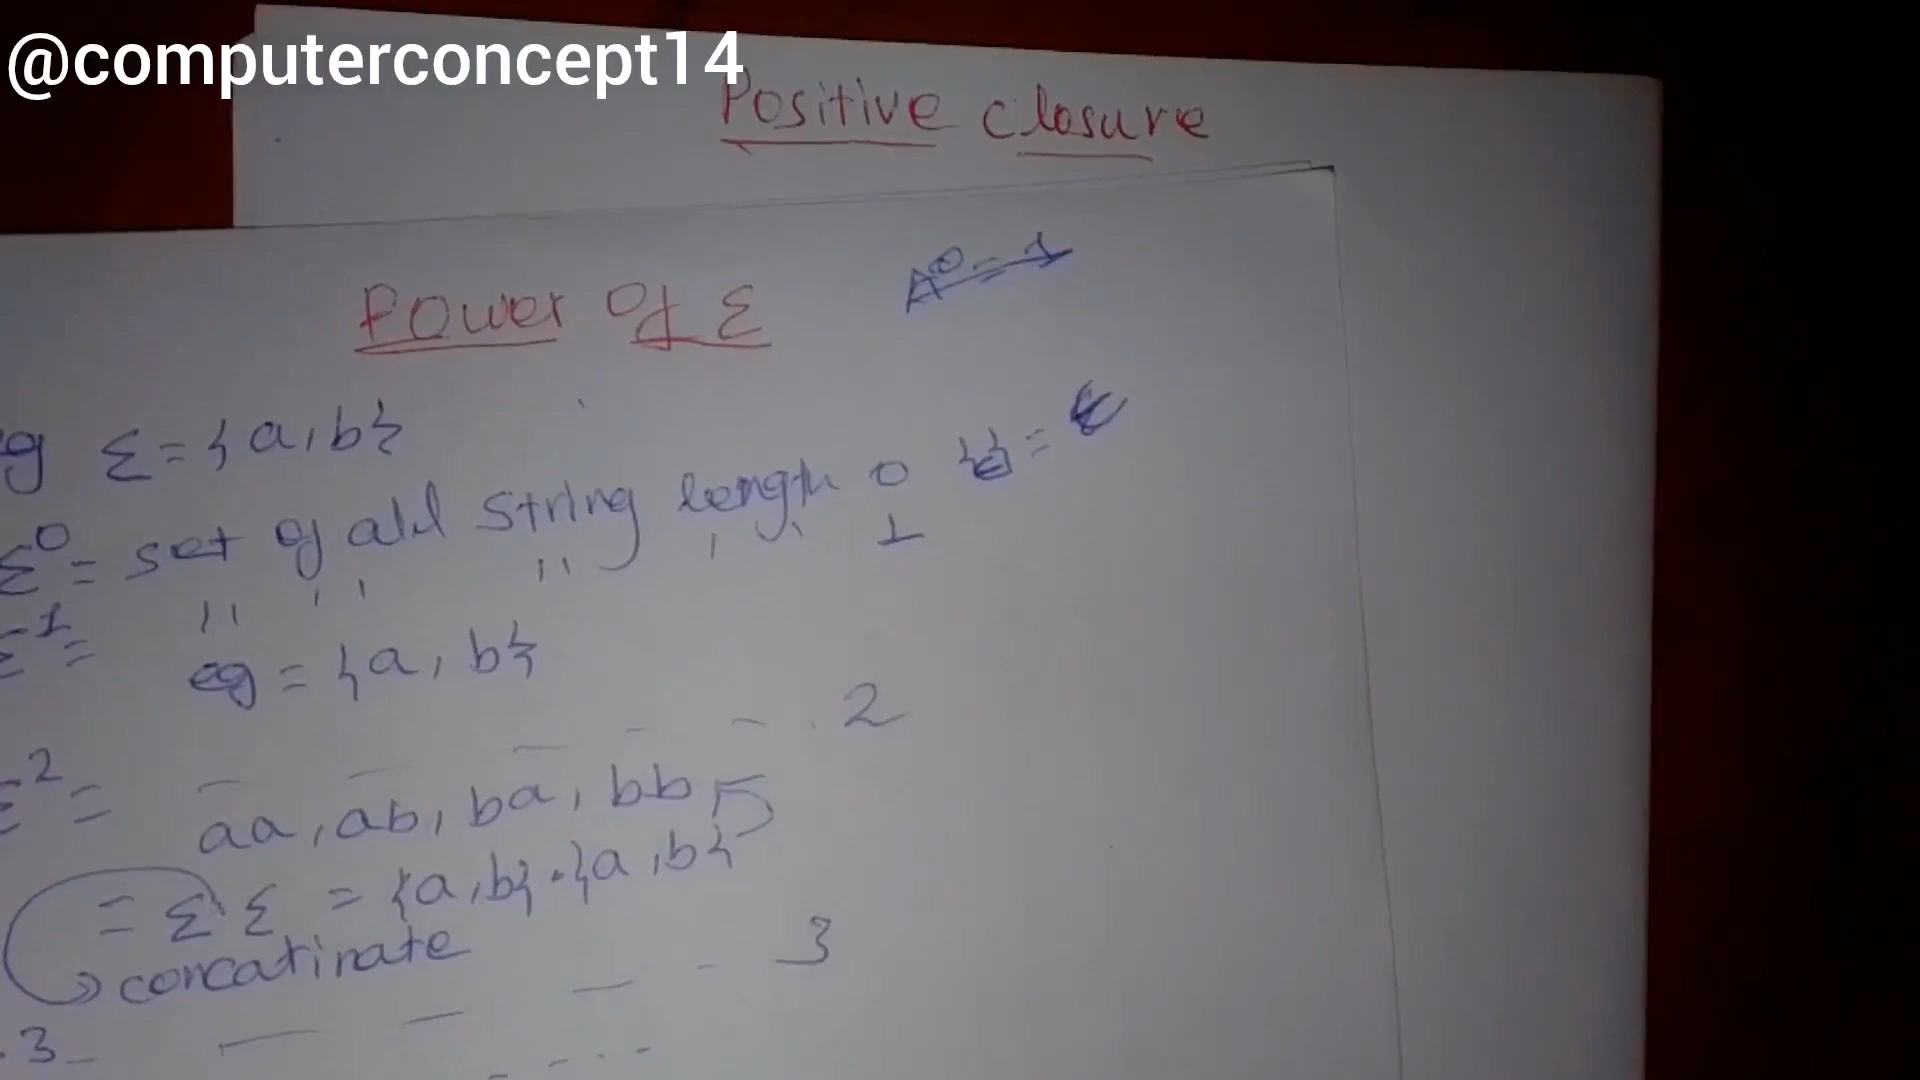 @computerconcept14
Positive closure
Power Of Σ
A⁰ = 1
eg Σ = {a, b}
Σ⁰ = set of all String length 0 {ε} = ε
Σ¹ = " " " " 1
eg = {a, b}
Σ² = – – – – – 2
aa, ab, ba, bb
= Σ.Σ = {a, b}.{a, b}
concatinate
3